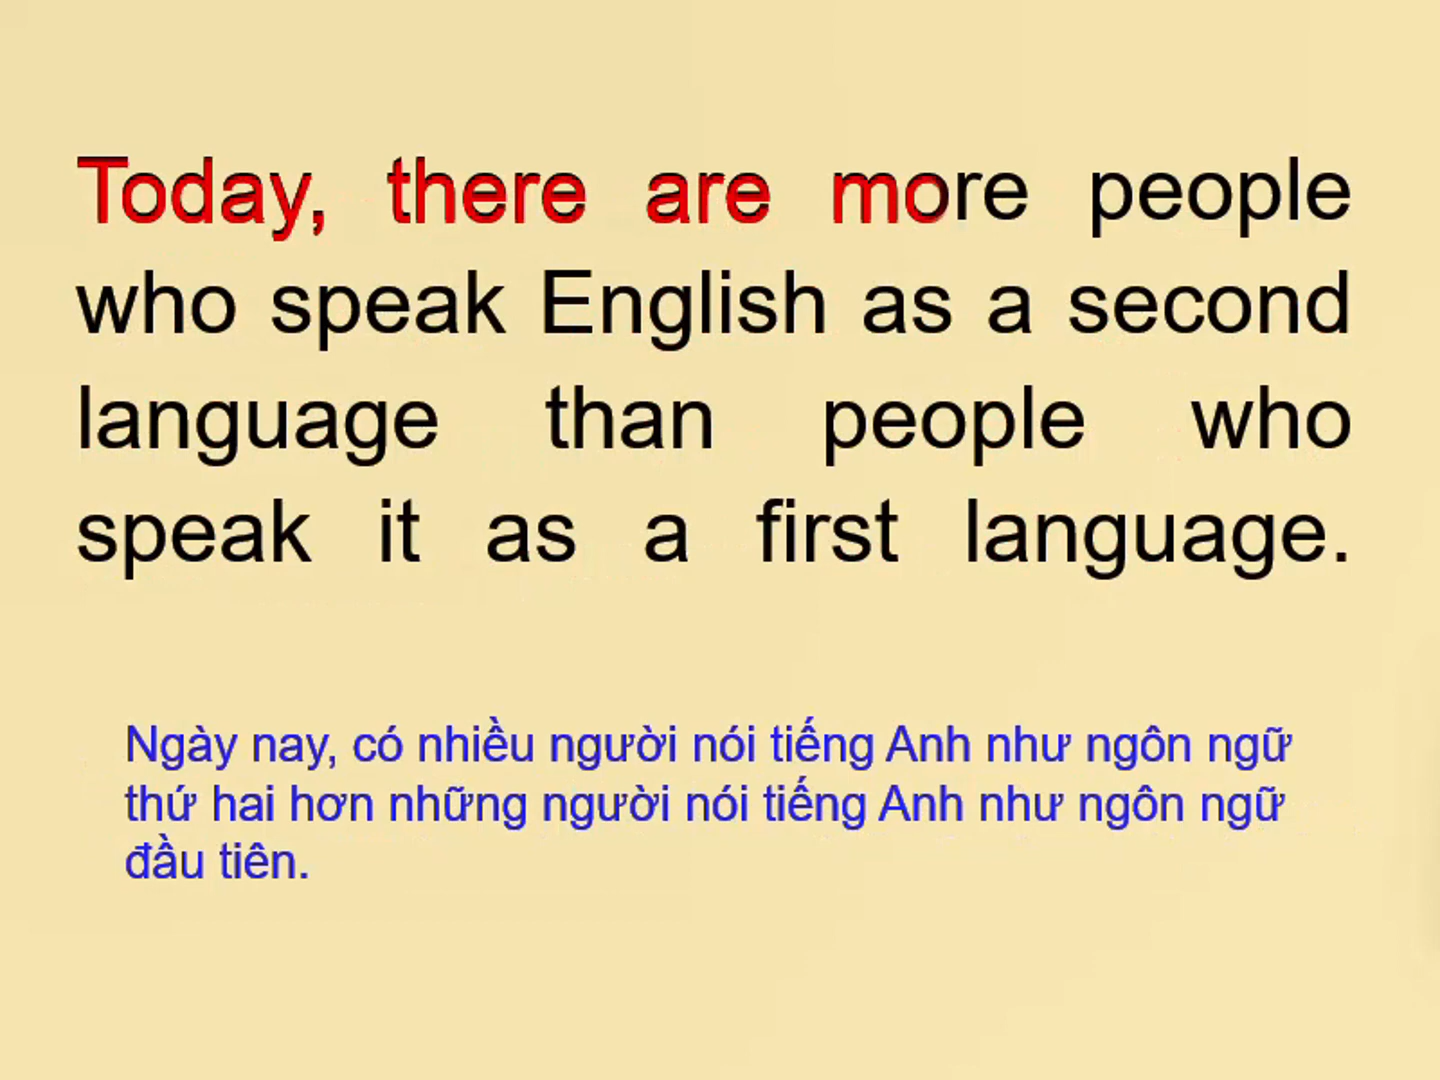 Today, there are more people
who speak English as a second
language than people who
speak it as a first language.
Ngày nay, có nhiều người nói tiếng Anh như ngôn ngữ
thứ hai hơn những người nói tiếng Anh như ngôn ngữ
đầu tiên.